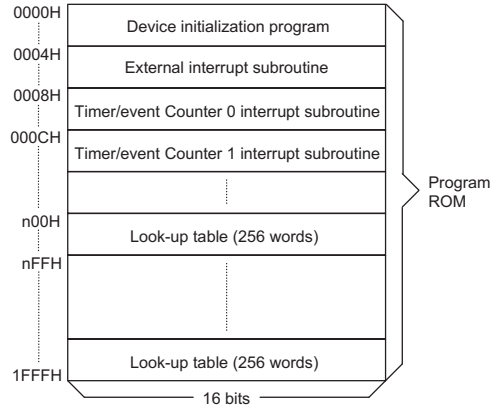 0000H
Device initialization program
0004H
External interrupt subroutine
0008H
Timer/event Counter 0 interrupt subroutine
000CH
Timer/event Counter 1 interrupt subroutine
Program
ROM
n00H
Look-up table (256 words)
nFFH
Look-up table (256 words)
1FFFH
16 bits